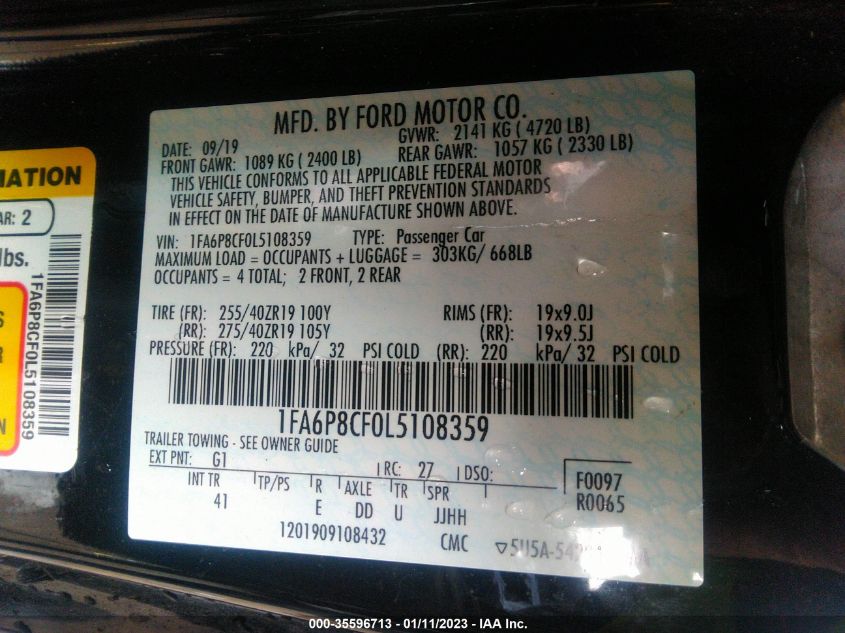 MFD. BY FORD MOTOR CO.
DATE: 09/19 GVWR: 2141 KG ( 4720 LB)
FRONT GAWR: 1089 KG ( 2400 LB) REAR GAWR: 1057 KG ( 2330 LB)
THIS VEHICLE CONFORMS TO ALL APPLICABLE FEDERAL MOTOR
VEHICLE SAFETY, BUMPER, AND THEFT PREVENTION STANDARDS
IN EFFECT ON THE DATE OF MANUFACTURE SHOWN ABOVE.
VIN: 1FA6P8CF0L5108359 TYPE: Passenger Car
MAXIMUM LOAD = OCCUPANTS + LUGGAGE = 303KG/ 668LB
OCCUPANTS = 4 TOTAL; 2 FRONT, 2 REAR
TIRE (FR): 255/40ZR19 100Y RIMS (FR): 19x9.0J
(RR): 275/40ZR19 105Y (RR): 19x9.5J
PRESSURE (FR): 220 kPa/ 32 PSI COLD (RR): 220 kPa/ 32 PSI COLD
1FA6P8CF0L5108359
TRAILER TOWING - SEE OWNER GUIDE
EXT PNT: G1 RC: 27 DSO:
F0097
R0065
INT TR TP/PS R AXLE TR SPR
41 E DD U JJHH
1201909108432 CMC ▽5U5A-54
MATION
AR: 2
lbs.
1FA6P8CF0L5108359
S
R
N
000-35596713 - 01/11/2023 - IAA Inc.